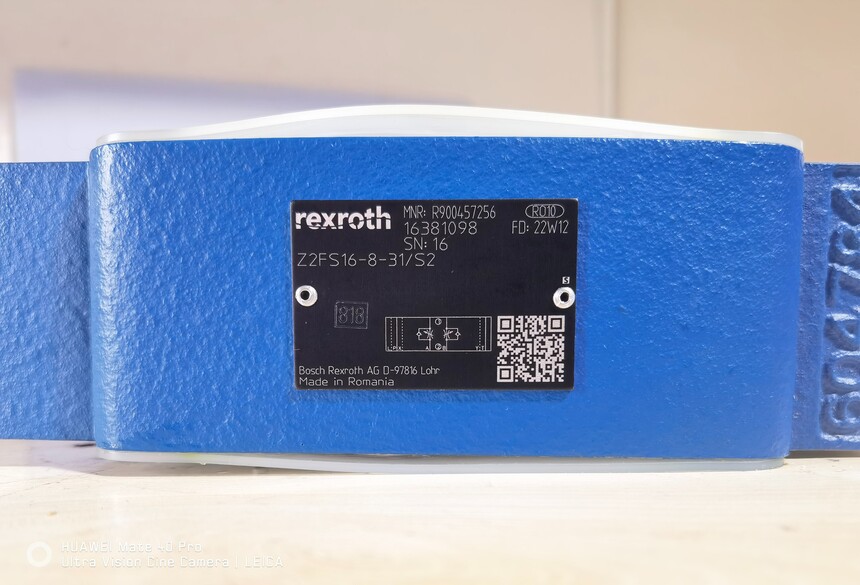 rexroth
MNR: R900457256
RO10
16381098
FD: 22W12
SN: 16
Z2FS16-8-31/S2
S
818
A B
Bosch Rexroth AG D-97816 Lohr
Made in Romania
HUAWEI Mate 40 Pro
Ultra Vision Cine Camera | LEICA